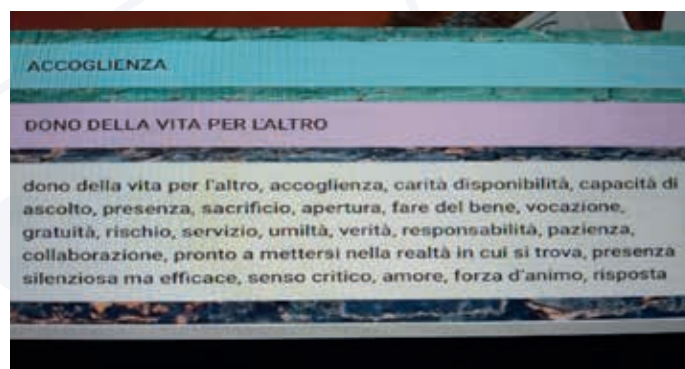 ACCOGLIENZA
DONO DELLA VITA PER L'ALTRO
dono della vita per l'altro, accoglienza, carità disponibilità, capacità di
ascolto, presenza, sacrificio, apertura, fare del bene, vocazione,
gratuità, rischio, servizio, umiltà, verità, responsabilità, pazienza,
collaborazione, pronto a mettersi nella realtà in cui si trova, presenza
silenziosa ma efficace, senso critico, amore, forza d'animo, risposta